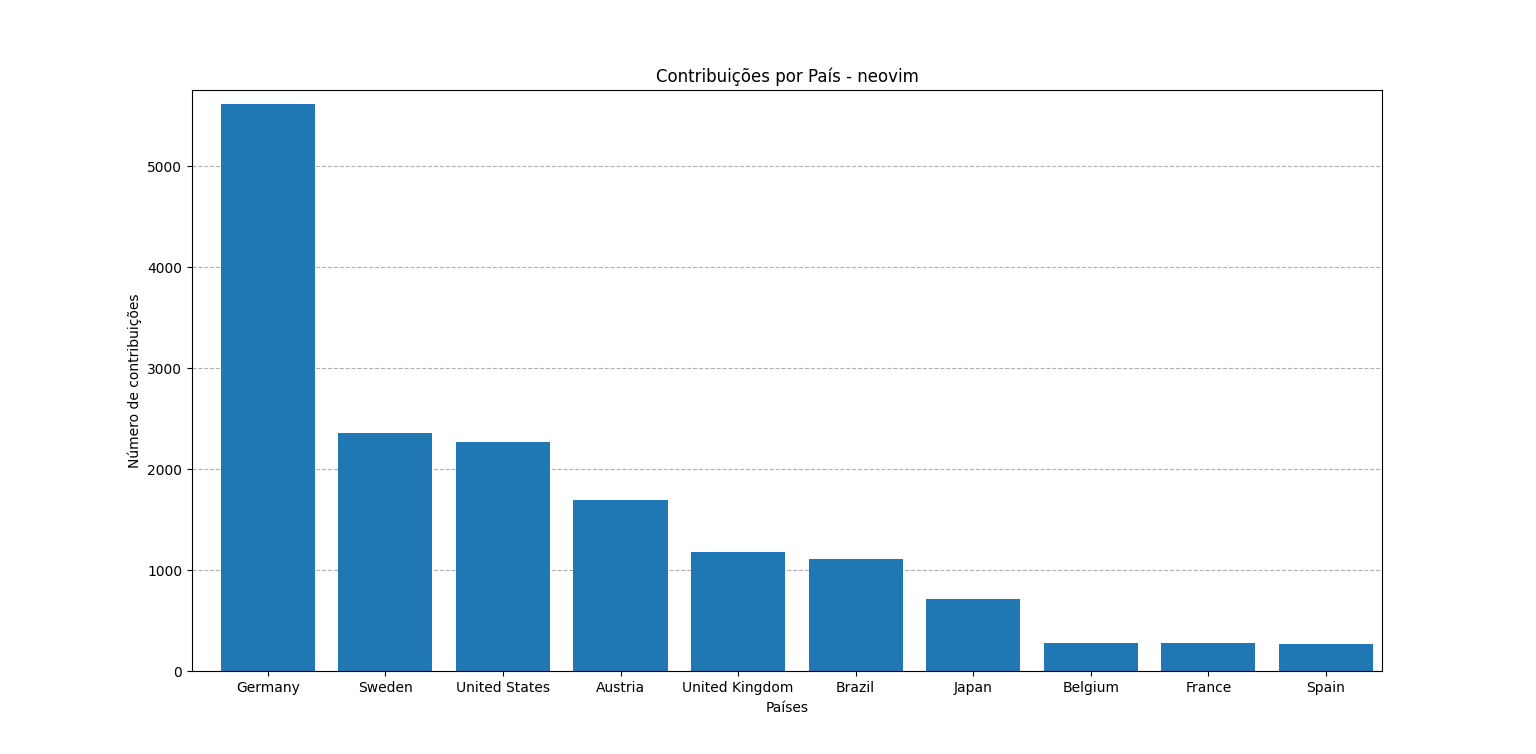 Contribuições por País - neovim
Número de contribuições
5000
4000
3000
2000
1000
0
Germany Sweden United States Austria United Kingdom Brazil Japan Belgium France Spain
Países